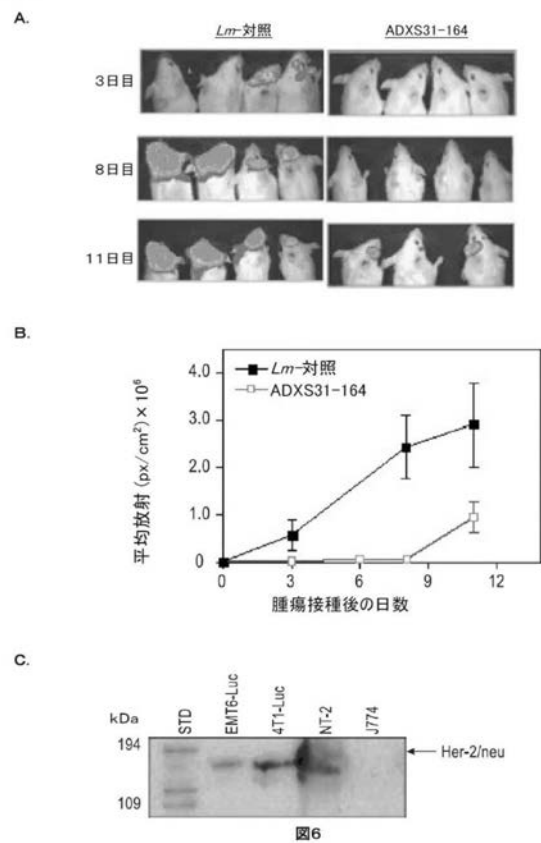 A.
Lm-対照 ADXS31-164
3日目
8日目
11日目
B.
平均放射 (px/cm²) × 10⁶
4.0
3.0
2.0
1.0
0
Lm-対照
ADXS31-164
0 3 6 9 12
腫瘍接種後の日数
C.
kDa
STD
EMT6-Luc
4T1-Luc
NT-2
J774
194
109
Her-2/neu
図6